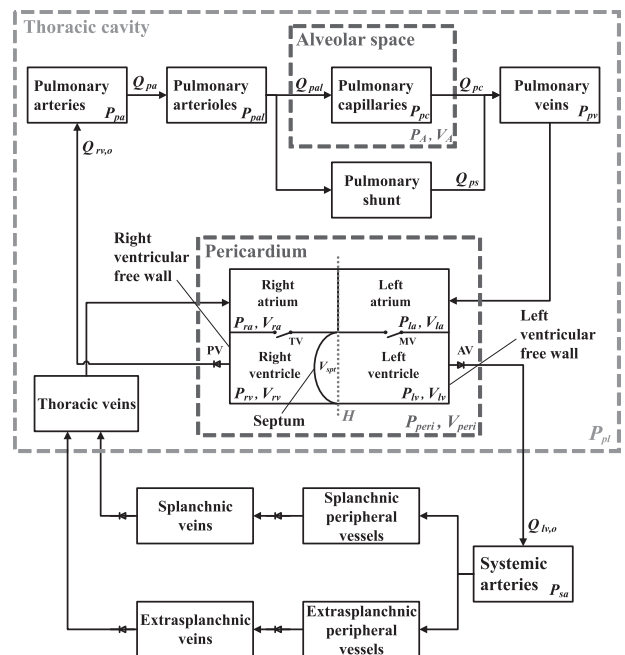 Thoracic cavity
Alveolar space
Pulmonary
arteries
P_pa
Q_pa
Pulmonary
arterioles
P_pal
Q_pal
Pulmonary
capillaries
P_pc
Q_pc
Pulmonary
veins
P_pv
P_A, V_A
Q_rv,o
Pulmonary
shunt
Q_ps
Right
ventricular
free wall
Pericardium
Right
atrium
P_ra, V_ra
TV
Left
atrium
P_la, V_la
MV
Left
ventricular
free wall
PV
AV
Right
ventricle
P_rv, V_rv
V_spt
Left
ventricle
P_lv, V_lv
Septum
H
P_peri, V_peri
P_pl
Thoracic veins
Splanchnic
veins
Splanchnic
peripheral
vessels
Q_lv,o
Systemic
arteries
P_sa
Extrasplanchnic
veins
Extrasplanchnic
peripheral
vessels